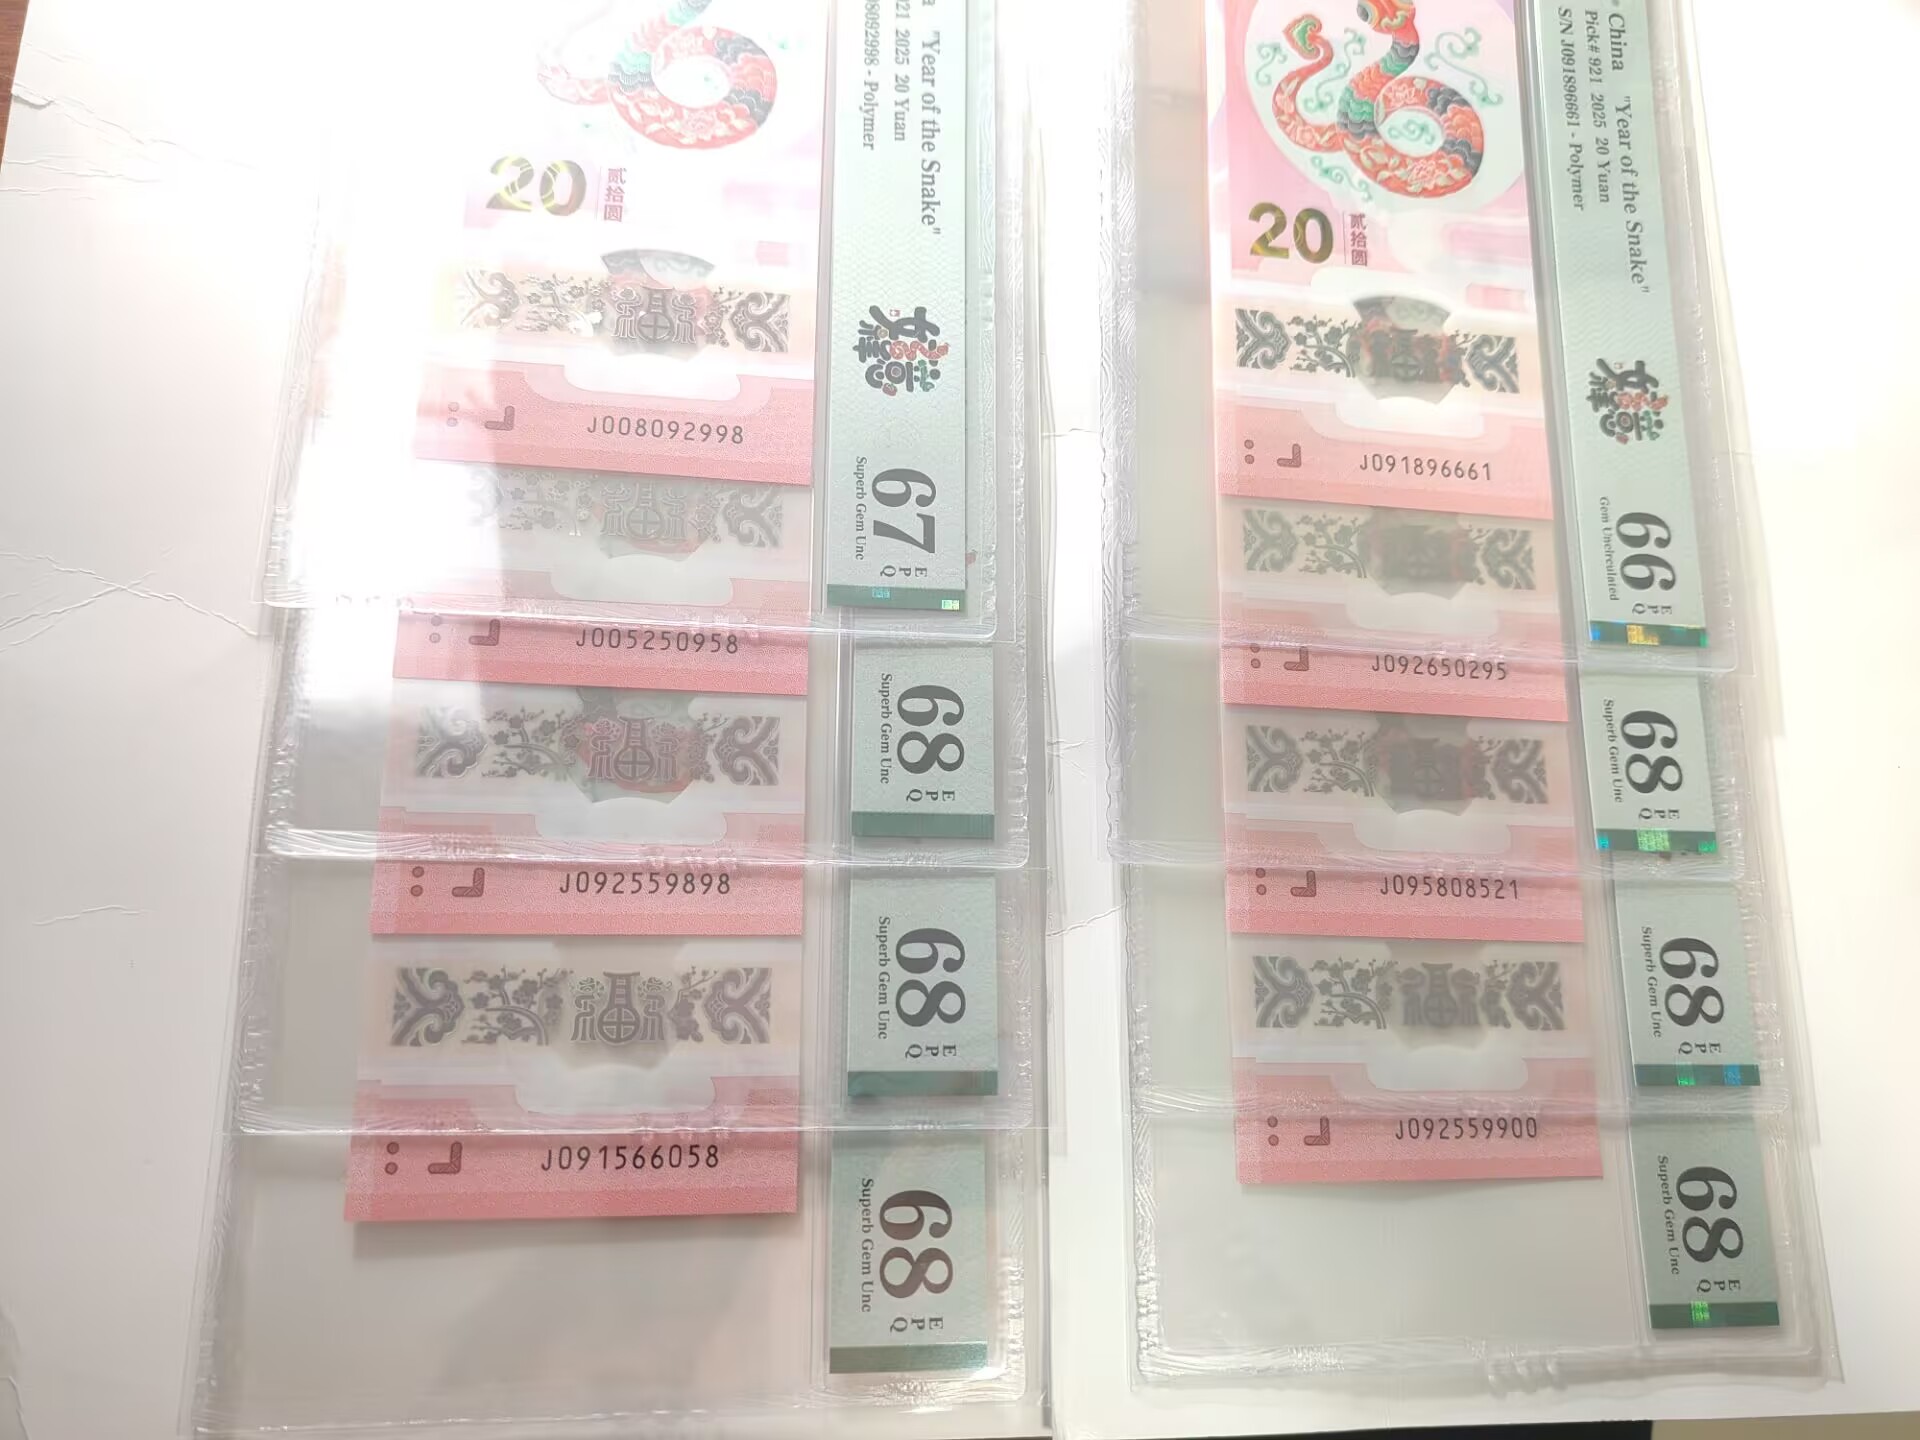 "Year of the Snake"
2025 20 Yuan
- Polymer
20
贰拾圆
J008092998
67
EPQ
Superb Gem Unc
J005250958
68
EPQ
Superb Gem Unc
J092559898
68
EPQ
Superb Gem Unc
福
J091566058
68
EPQ
Superb Gem Unc
China "Year of the Snake"
Pick# 921 2025 20 Yuan
S/N J091896661 - Polymer
20
贰拾圆
J091896661
66
EPQ
Gem Uncirculated
J092650295
68
EPQ
Superb Gem Unc
J095808521
68
EPQ
Superb Gem Unc
J092559900
68
EPQ
Superb Gem Unc